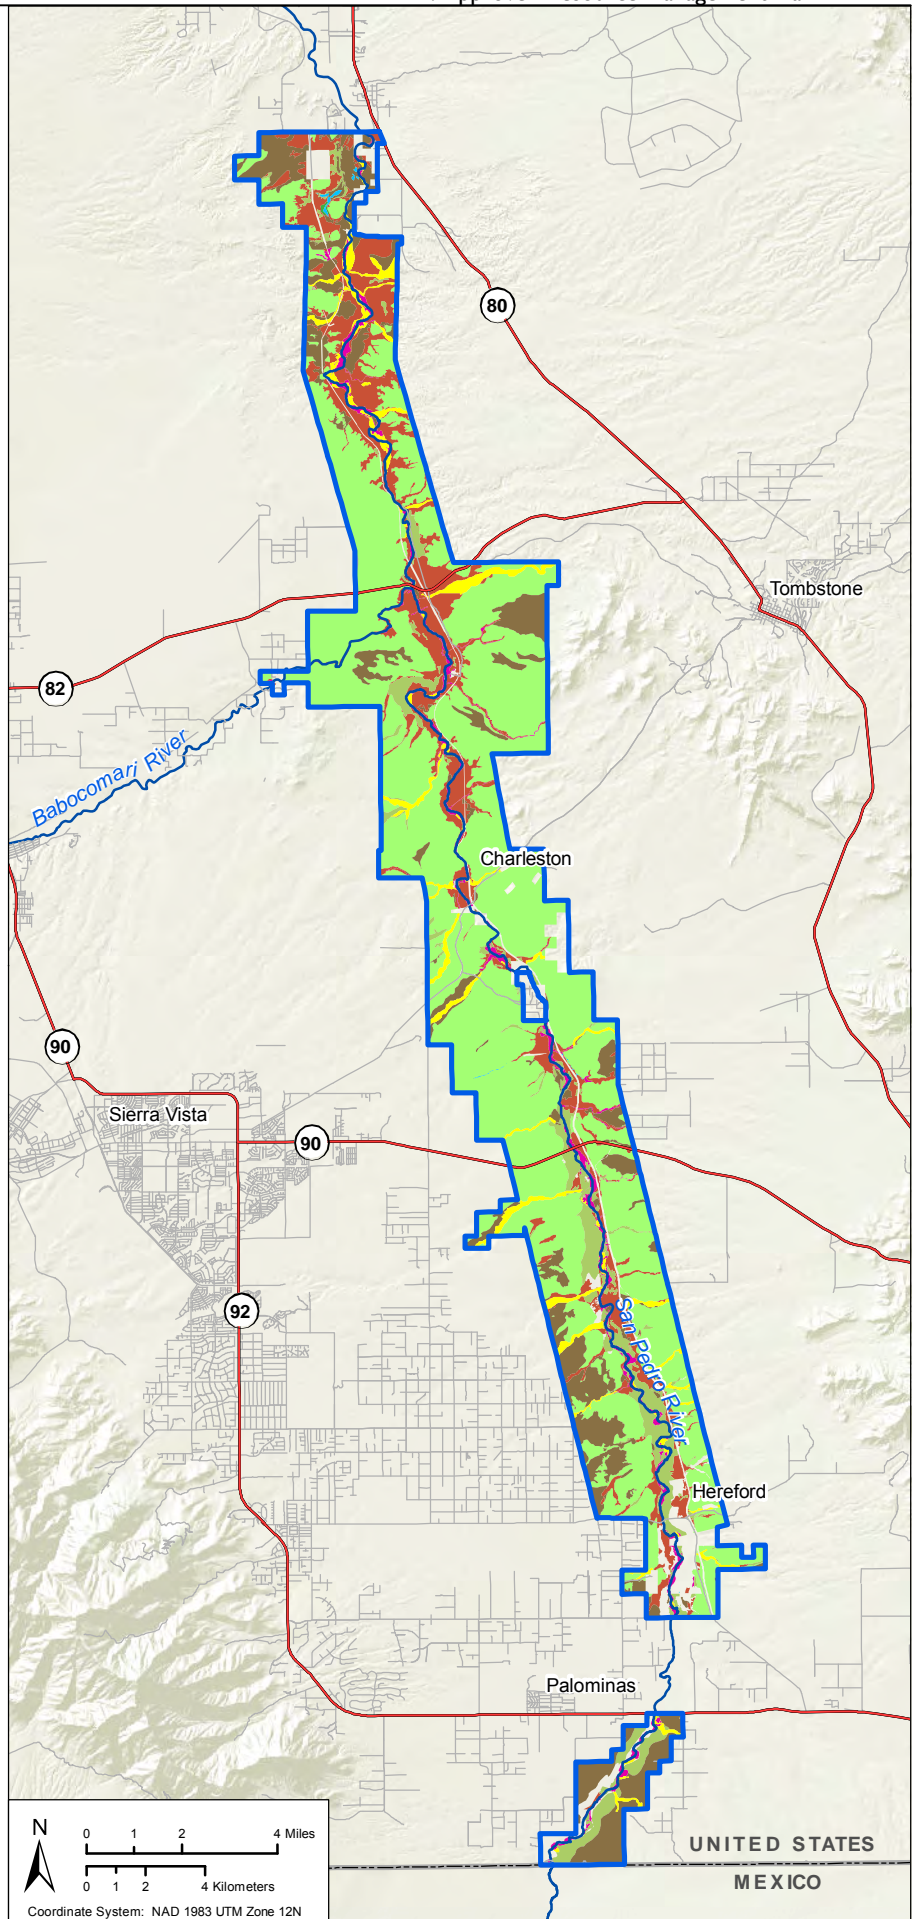 80
Tombstone
82
Babocomari River
Charleston
90
Sierra Vista
90
92
San Pedro River
Hereford
Palominas
N
0 1 2 4 Miles
0 1 2 4 Kilometers
Coordinate System: NAD 1983 UTM Zone 12N
UNITED STATES
MEXICO